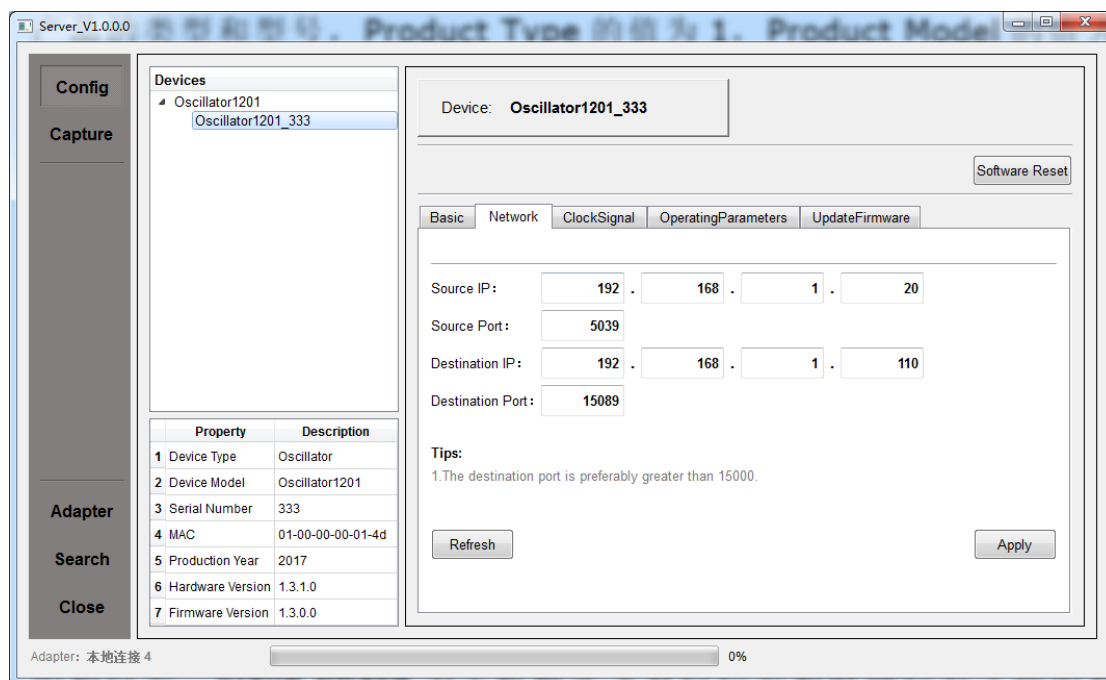 Server_V1.0.0.0
类型和型号. Product Type 的值为 1. Product Model
Config
Capture
Adapter
Search
Close
Devices
Oscillator1201
Oscillator1201_333
Property Description
1 Device Type Oscillator
2 Device Model Oscillator1201
3 Serial Number 333
4 MAC 01-00-00-00-01-4d
5 Production Year 2017
6 Hardware Version 1.3.1.0
7 Firmware Version 1.3.0.0
Device: Oscillator1201_333
Software Reset
Basic Network ClockSignal OperatingParameters UpdateFirmware
Source IP: 192 . 168 . 1 . 20
Source Port: 5039
Destination IP: 192 . 168 . 1 . 110
Destination Port: 15089
Tips:
1.The destination port is preferably greater than 15000.
Refresh Apply
Adapter: 本地连接 4 0%